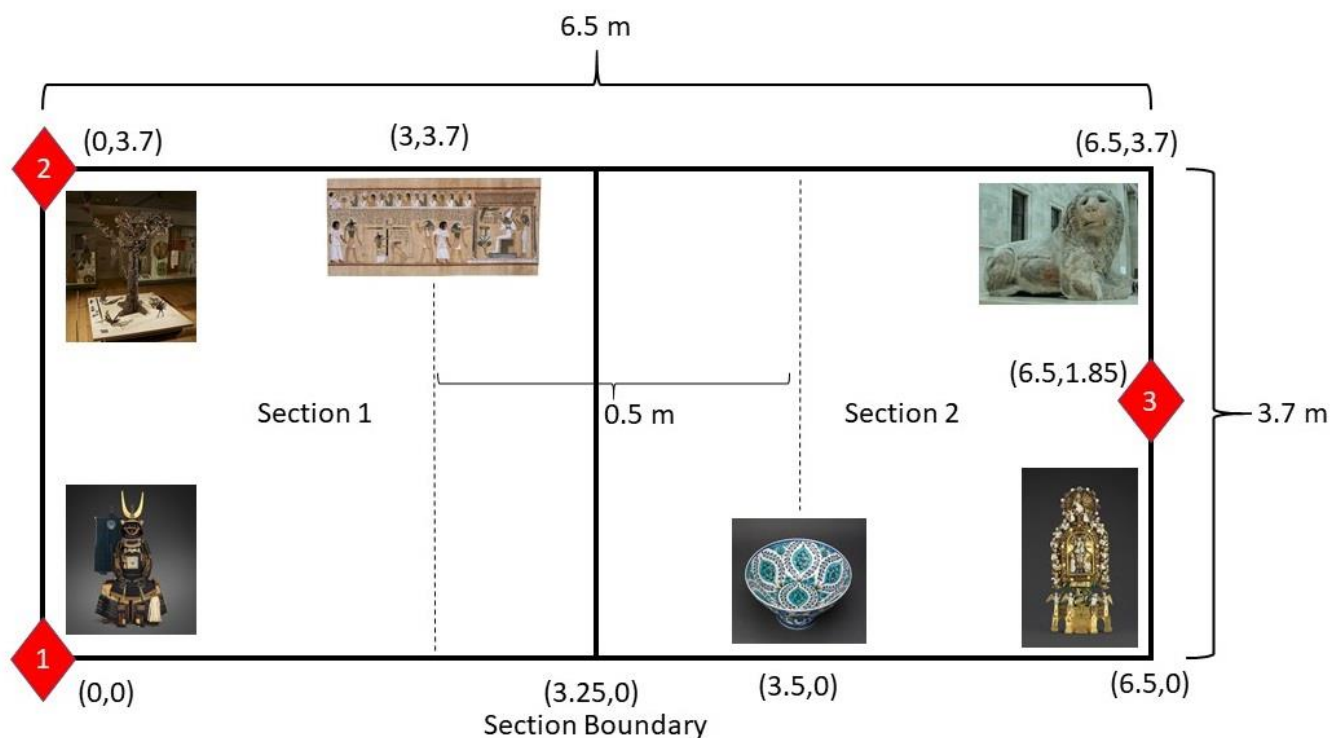 6.5 m
(0,3.7)
(3,3.7)
(6.5,3.7)
2
(6.5,1.85)
3
Section 1
0.5 m
Section 2
3.7 m
1
(0,0)
(3.25,0)
(3.5,0)
(6.5,0)
Section Boundary